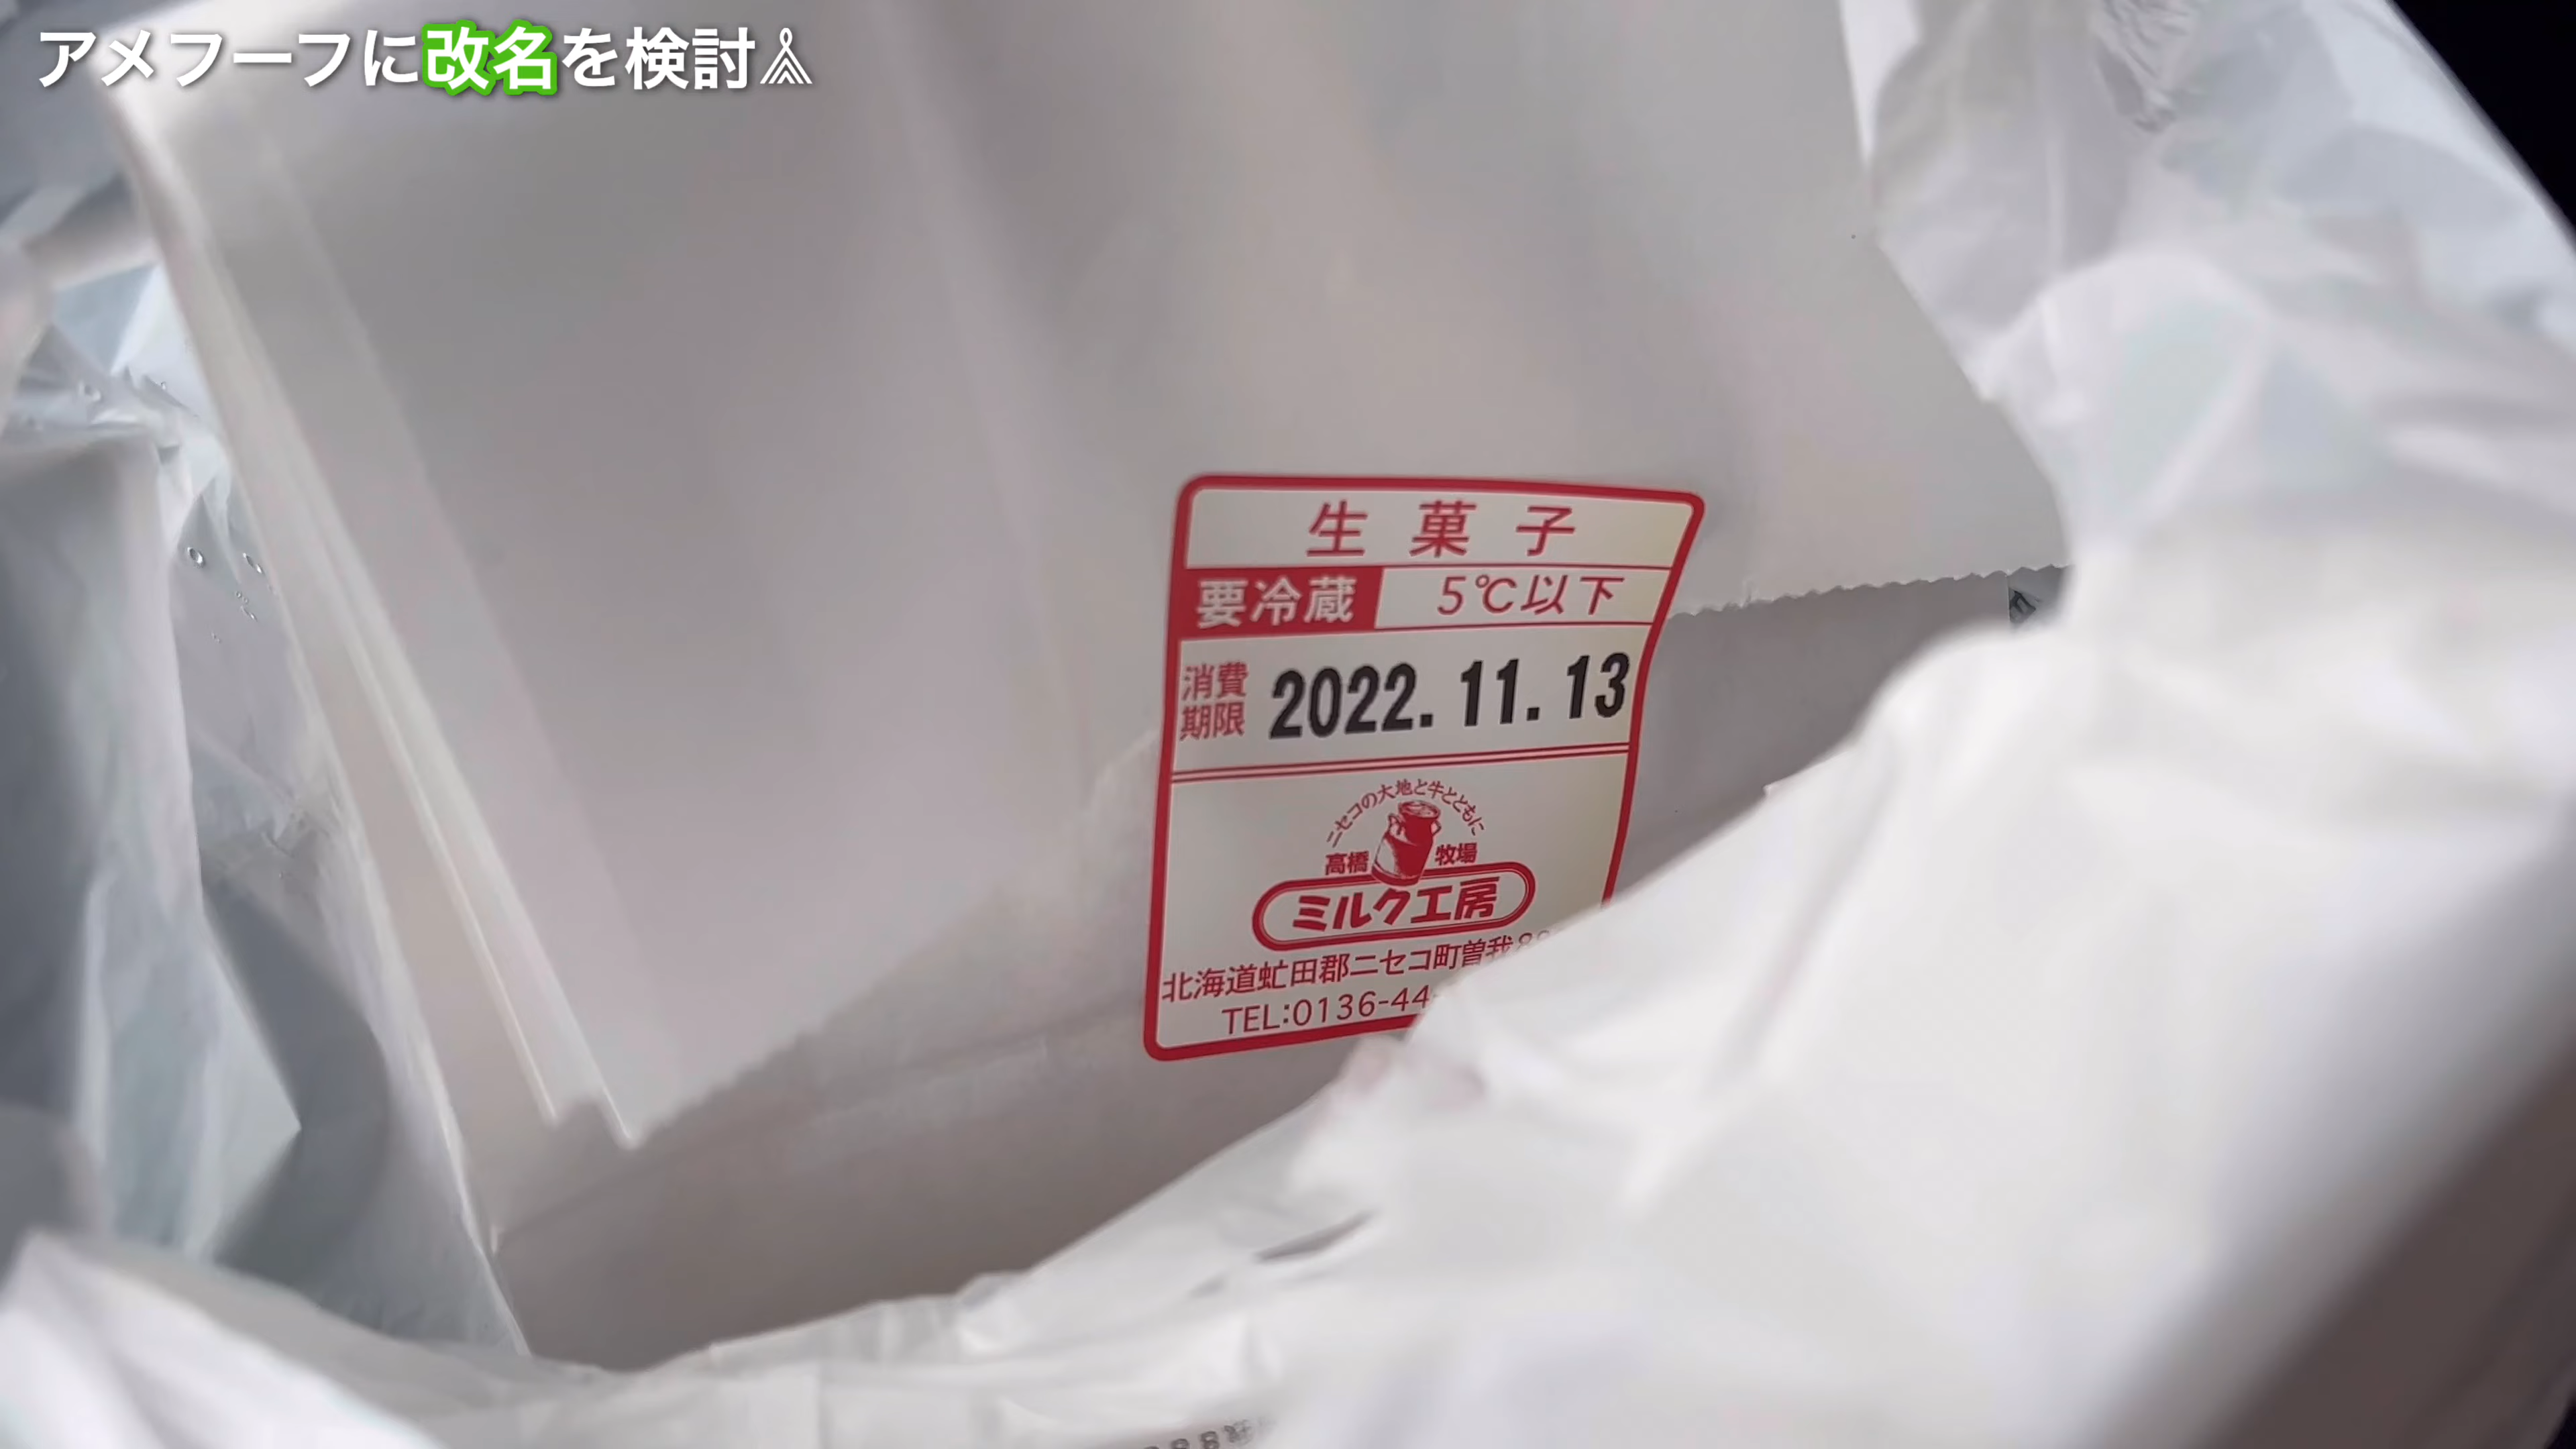 アメフーフに改名を検討
生菓子
要冷蔵 5℃以下
消費期限 2022.11.13
ニセコの大地と牛とともに
高橋牧場
ミルク工房
北海道虻田郡ニセコ町曽我
TEL:0136-44-